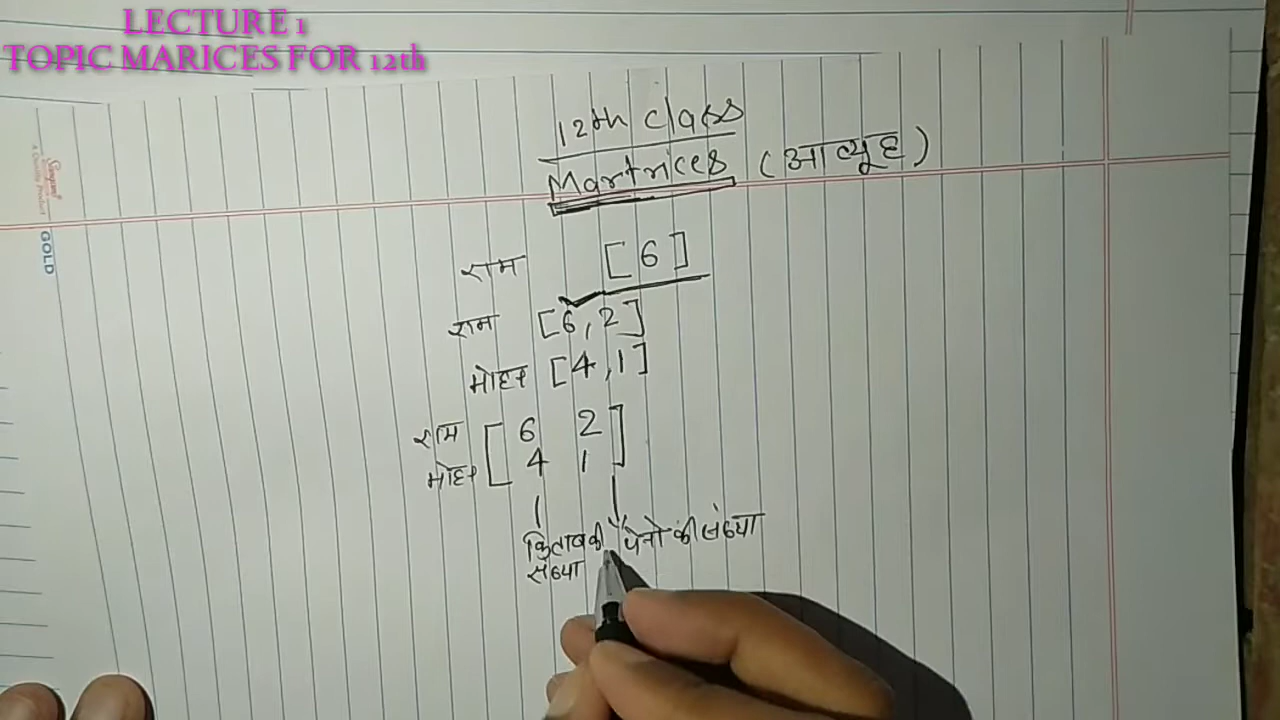 LECTURE 1
TOPIC MARICES FOR 12th
12th class
Martrices (आव्यूह)
राम [6]
राम [6,2]
मोहन [4,1]
राम [6 2
मोहन 4 1]
किताब की पेनो की संख्या
संख्या
GOLD